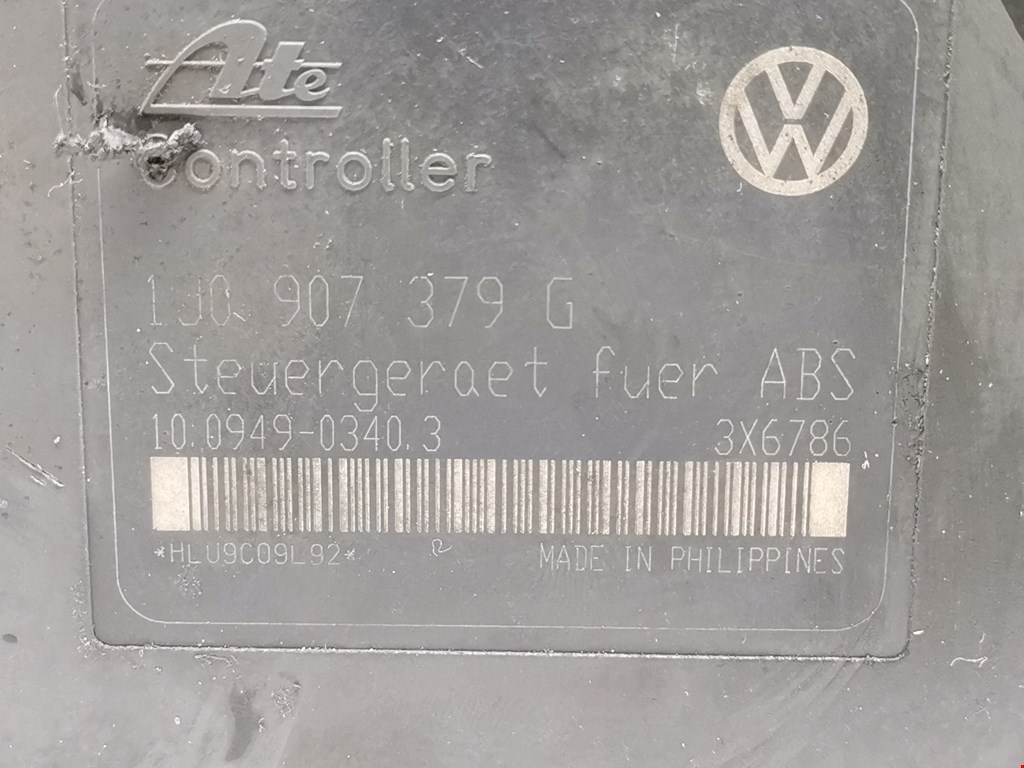 Ate
Controller
1J0 907 379 G
Steuergeraet fuer ABS
10.0949-0340.3 3X6786
*HLU9C09L92* R MADE IN PHILIPPINES